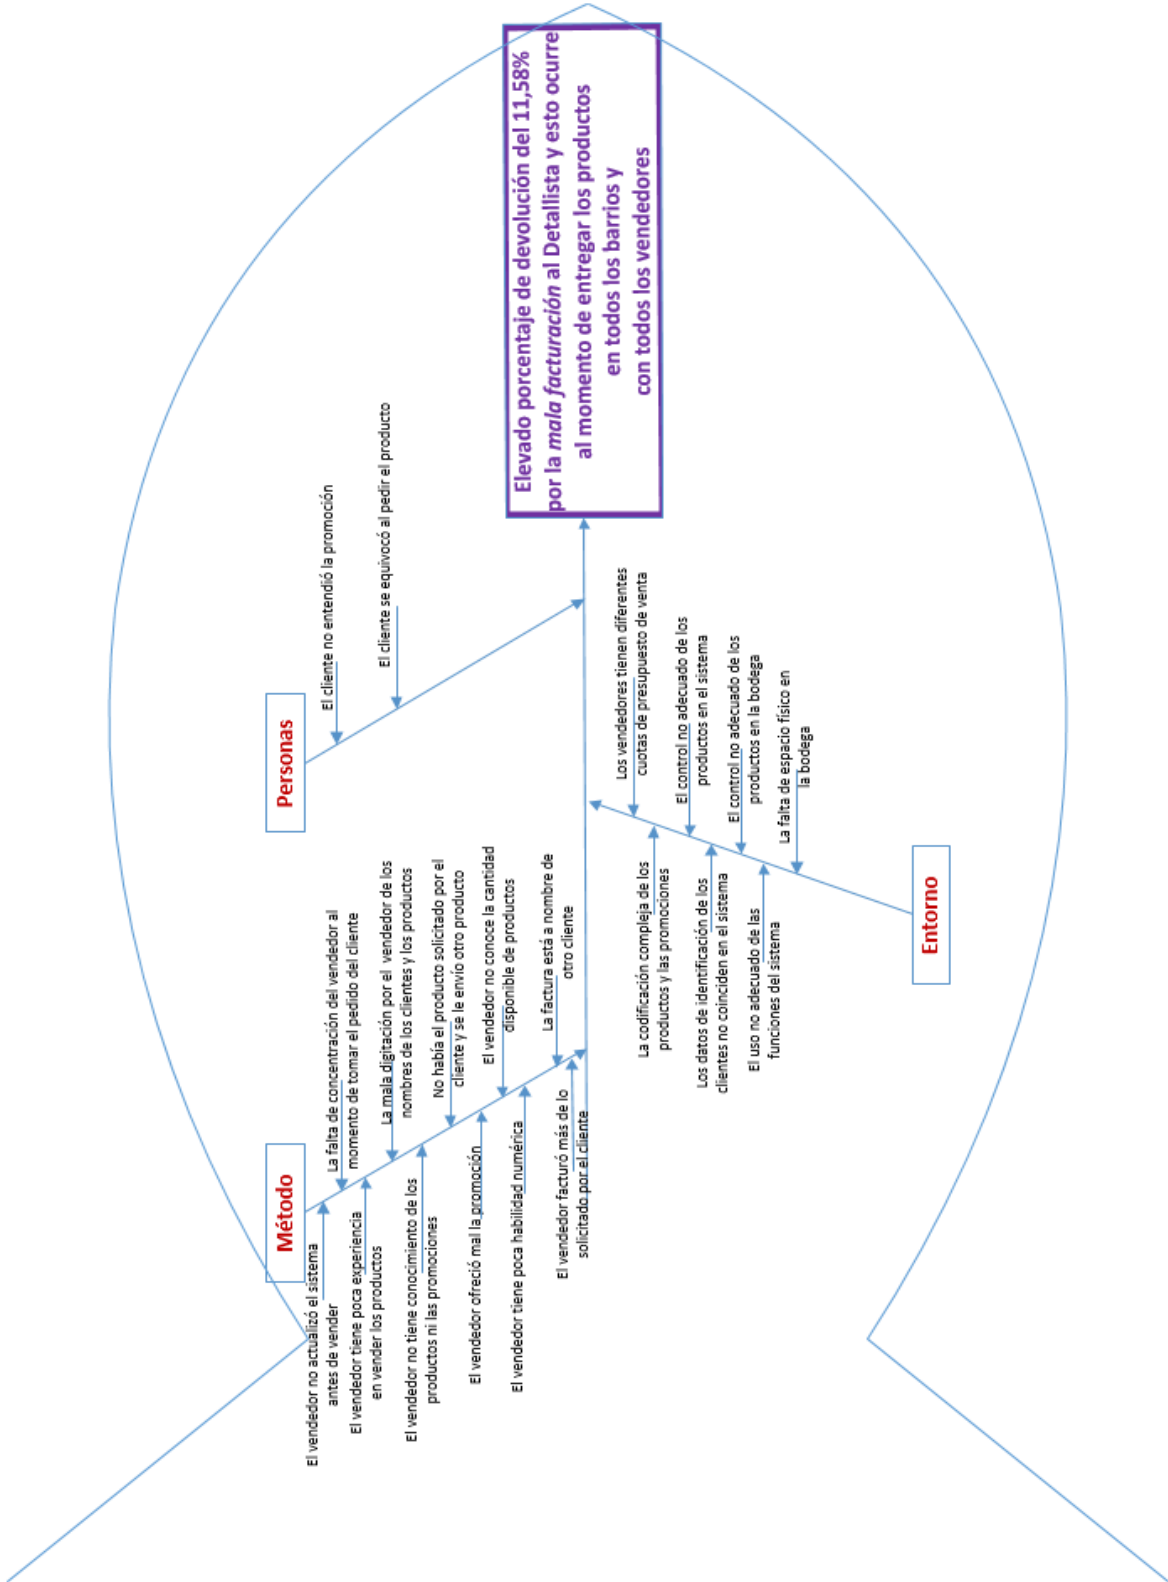 Método
El vendedor no actualizó el sistema
antes de vender
El vendedor tiene poca experiencia
en vender los productos
El vendedor no tiene conocimiento de los
productos ni las promociones
El vendedor ofreció mal la promoción
El vendedor tiene poca habilidad numérica
El vendedor facturó más de lo
solicitado por el cliente
La falta de concentración del vendedor al
momento de tomar el pedido del cliente
La mala digitación por el vendedor de los
nombres de los clientes y los productos
No había el producto solicitado por el
cliente y se le envío otro producto
El vendedor no conoce la cantidad
disponible de productos
La factura está a nombre de
otro cliente
Personas
El cliente no entendió la promoción
El cliente se equivocó al pedir el producto
Elevado porcentaje de devolución del 11,58%
por la mala facturación al Detallista y esto ocurre
al momento de entregar los productos
en todos los barrios y
con todos los vendedores
La codificación compleja de los
productos y las promociones
Los datos de identificación de los
clientes no coinciden en el sistema
El uso no adecuado de las
funciones del sistema
Los vendedores tienen diferentes
cuotas de presupuesto de venta
El control no adecuado de los
productos en el sistema
El control no adecuado de los
productos en la bodega
La falta de espacio físico en
la bodega
Entorno